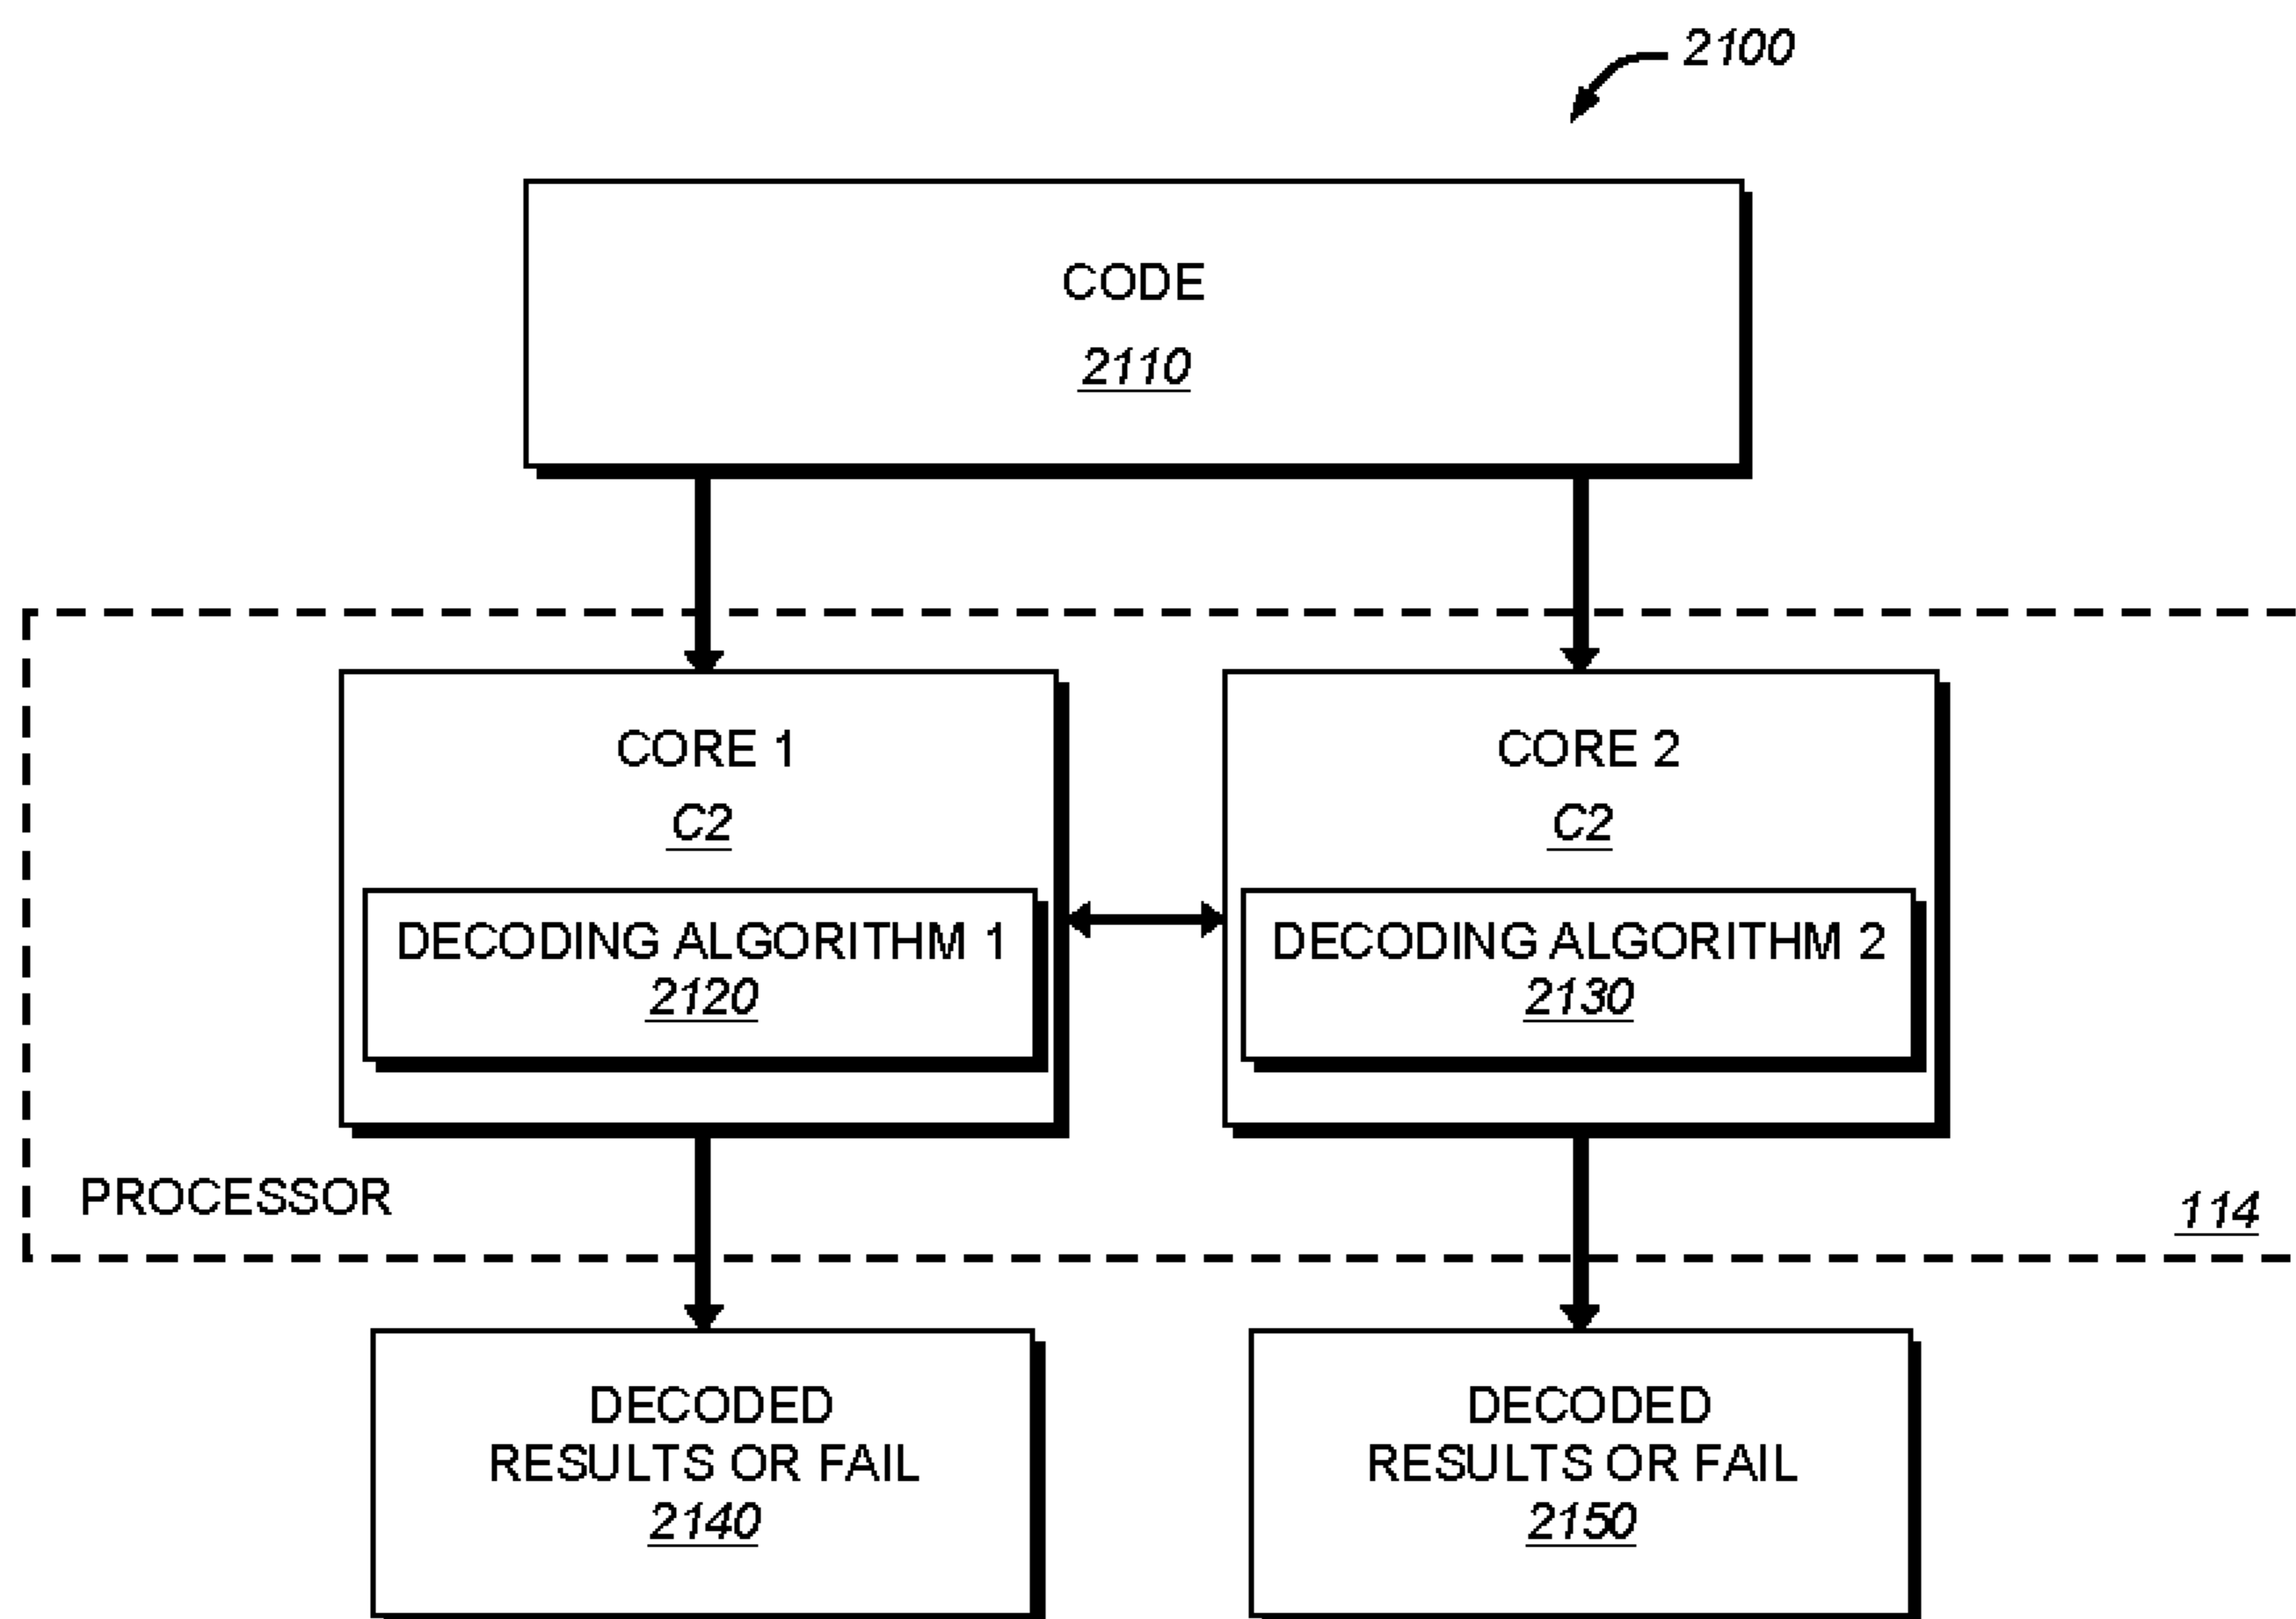 2100
CODE
2110
CORE 1
C2
DECODING ALGORITHM 1
2120
CORE 2
C2
DECODING ALGORITHM 2
2130
PROCESSOR
114
DECODED
RESULTS OR FAIL
2140
DECODED
RESULTS OR FAIL
2150